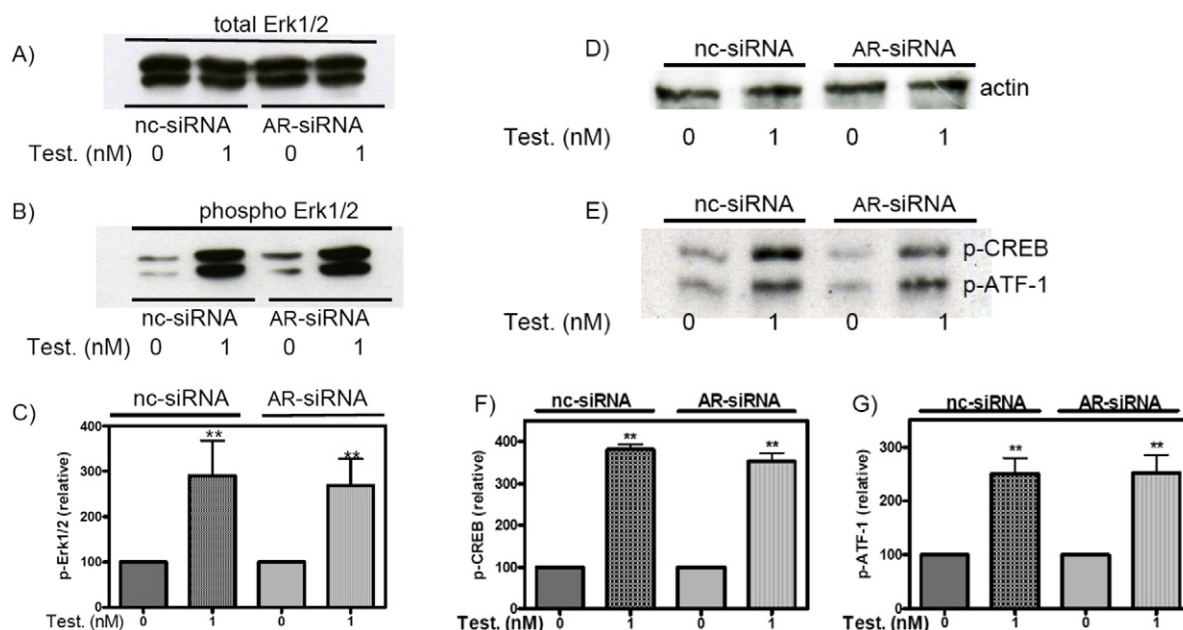 A)
total Erk1/2
nc-siRNA AR-siRNA
Test. (nM) 0 1 0 1
B)
phospho Erk1/2
nc-siRNA AR-siRNA
Test. (nM) 0 1 0 1
C)
nc-siRNA AR-siRNA
p-Erk1/2 (relative)
400
300
200
100
0
** **
Test. (nM) 0 1 0 1
D)
nc-siRNA AR-siRNA
actin
Test. (nM) 0 1 0 1
E)
nc-siRNA AR-siRNA
p-CREB
p-ATF-1
Test. (nM) 0 1 0 1
F)
nc-siRNA AR-siRNA
p-CREB (relative)
400
300
200
100
0
** **
Test. (nM) 0 1 0 1
G)
nc-siRNA AR-siRNA
p-ATF-1 (relative)
300
200
100
0
** **
Test. (nM) 0 1 0 1